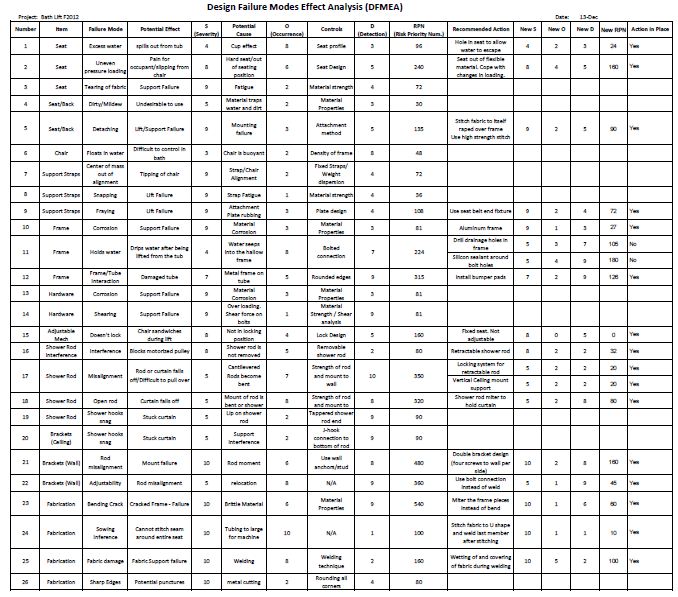 Design Failure Modes Effect Analysis (DFMEA)
Project: Bath Lift F2012 Date: 13-Dec
Number Item Failure Mode Potential Effect S (Severity) Potential Cause O (Occurrence) Controls D (Detection) RPN (Risk Priority Num.) Recommended Action New S New O New D New RPN Action in Place
1 Seat Excess water spills out from tub 4 Cup effect 8 Seat profile 3 96 Hole in seat to allow water to escape 4 2 3 24 Yes
2 Seat Uneven pressure loading Pain for occupant/slipping from chair 8 Hard seat/out of seating position 6 Seat Design 5 240 Seat out of flexible material. Cope with changes in loading. 8 4 5 160 Yes
3 Seat Tearing of fabric Support Failure 9 Fatigue 2 Material strength 4 72
4 Seat/Back Dirty/Mildew Undesirable to use 5 Material traps water and dirt 2 Material Properties 3 30
5 Seat/Back Detaching Lift/Support Failure 9 Mounting failure 3 Attachment method 5 135 Stitch fabric to itself raped over frame Use high strength stitch 9 2 5 90 Yes
6 Chair Floats in water Difficult to control in bath 3 Chair is buoyant 2 Density of frame 8 48
7 Support Straps Center of mass out of alignment Tipping of chair 9 Strap/Chair Alignment 2 Fixed Straps/ Weight dispersion 4 72
8 Support Straps Snapping Lift Failure 9 Strap Fatigue 1 Material strength 4 36
9 Support Straps Fraying Lift Failure 9 Attachment Plate rubbing 3 Plate design 4 108 Use seat belt end fixture 9 2 4 72 Yes
10 Frame Corrosion Support Failure 9 Material Corrosion 3 Material Properties 3 81 Aluminum frame 9 1 3 27 Yes
11 Frame Holds water Drips water after being lifted from the tub 4 Water seeps into the hallow frame 8 Bolted connection 7 224 Drill drainage holes in frame 5 3 7 105 No
Silicon sealant around bolt holes 5 4 9 180 No
12 Frame Frame/Tube Interaction Damaged tube 7 Metal frame on tube 5 Rounded edges 9 315 Install bumper pads 7 2 9 126 Yes
13 Hardware Corrosion Support Failure 9 Material Corrosion 3 Material Properties 3 81
14 Hardware Shearing Support Failure 9 Over loading. Shear force on bolts 1 Material Strength / Shear analysis 9 81
15 Adjustable Mech Doesn't lock Chair sandwiches during lift 8 Not in locking position 4 Lock Design 5 160 Fixed seat. Not adjustable 8 0 5 0 Yes
16 Shower Rod Interference Interference Blocks motorized pulley 8 Shower rod is not removed 5 Removable shower rod 2 80 Retractable shower rod 8 2 2 32 Yes
17 Shower Rod Misalignment Rod or curtain falls off/Difficult to pull over 5 Cantilevered Rods become bent 7 Strength of rod and mount to wall 10 350 Locking system for retractable rod 5 2 2 20 Yes
Vertical Ceiling mount support 5 2 2 20 Yes
18 Shower Rod Open rod Curtain falls off 5 Mount of rod is bent or shower 8 Strength of rod and mount to 8 320 Shower rod miter to hold curtain 5 2 8 80 Yes
19 Shower Rod Shower hooks snag Stuck curtain 5 Lip on shower rod 2 Tappered shower rod end 9 90
20 Brackets (Ceiling) Shower hooks snag Stuck curtain 5 Support Interference 2 J-hook connection to bottom of rod 9 90
21 Brackets (Wall) Rod misalignment Mount failure 10 Rod moment 6 Use wall anchors/stud 8 480 Double bracket design (four screws to wall per side) 10 2 8 160 Yes
22 Brackets (Wall) Adjustability Rod misalignment 5 relocation 8 N/A 9 360 Use bolt connection instead of weld 5 1 9 45 Yes
23 Fabrication Bending Crack Cracked Frame - Failure 10 Brittle Material 6 Material Properties 9 540 Miter the frame pieces instead of bend 10 1 6 60 Yes
24 Fabrication Sowing Inference Cannot stitch seam around entire seat 10 Tubing to large for machine 10 N/A 1 100 Stitch fabric to U shape and weld last member after stitching 10 1 1 10 Yes
25 Fabrication Fabric damage Fabric Support failure 10 Welding 8 Welding technique 2 160 Wetting of and covering of fabric during welding 10 5 2 100 Yes
26 Fabrication Sharp Edges Potential punctures 10 metal cutting 2 Rounding all corners 4 80